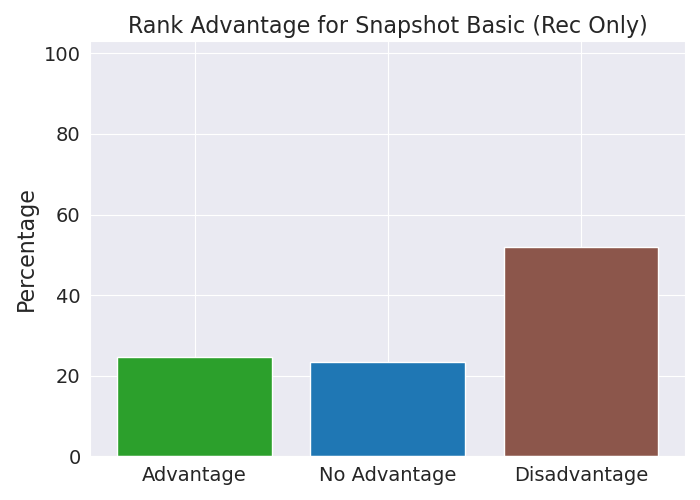 Rank Advantage for Snapshot Basic (Rec Only)
100
80
60
40
20
0
Percentage
Advantage
No Advantage
Disadvantage